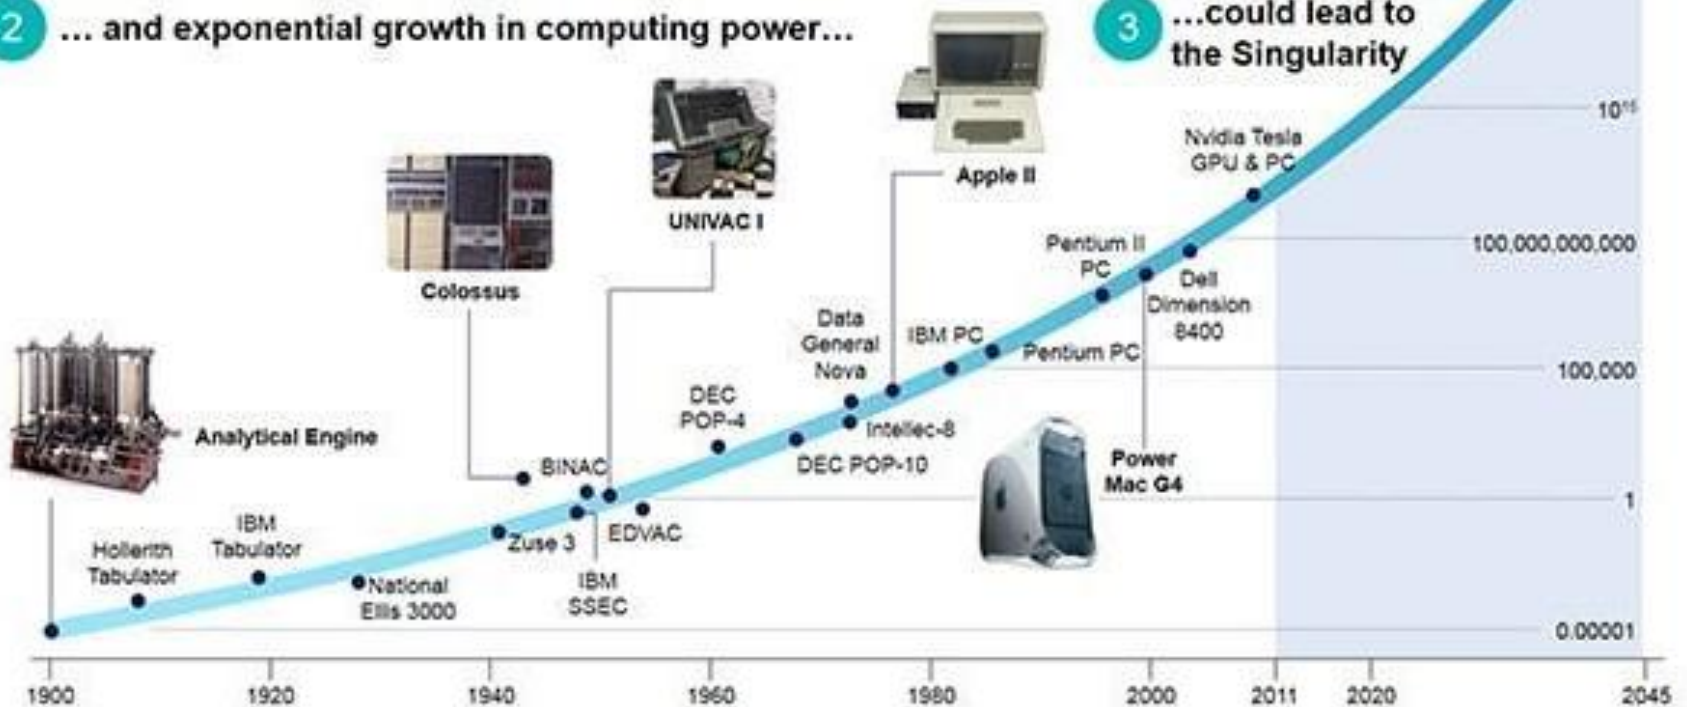 2 ... and exponential growth in computing power...
3 ...could lead to
the Singularity
10¹⁵
Nvidia Tesla
GPU & PC
Apple II
UNIVAC I
100,000,000,000
Pentium II
PC
Dell
Dimension
8400
Colossus
Data
General
Nova
IBM PC
Pentium PC
100,000
DEC
POP-4
Intellec-8
DEC POP-10
Analytical Engine
Power
Mac G4
BINAC
1
EDVAC
Zuse 3
IBM
SSEC
IBM
Tabulator
Hollerith
Tabulator
National
Ellis 3000
0.00001
1900 1920 1940 1960 1980 2000 2011 2020 2045